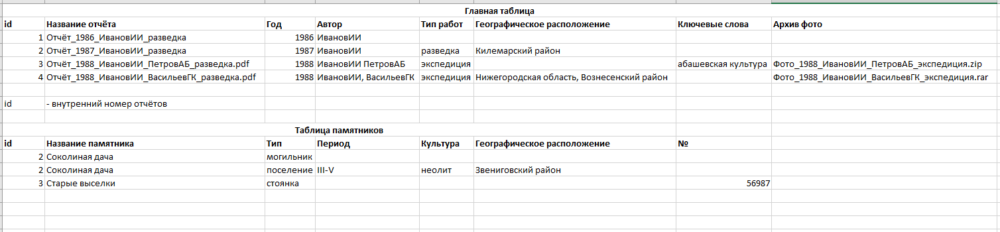 Главная таблица
id Название отчёта Год Автор Тип работ Географическое расположение Ключевые слова Архив фото
1 Отчёт_1986_ИвановИИ_разведка 1986 ИвановИИ
2 Отчёт_1987_ИвановИИ_разведка 1987 ИвановИИ разведка Килемарский район
3 Отчёт_1988_ИвановИИ_ПетровАБ_разведка.pdf 1988 ИвановИИ ПетровАБ экспедиция абашевская культура Фото_1988_ИвановИИ_ПетровАБ_экспедиция.zip
4 Отчёт_1988_ИвановИИ_ВасильевГК_разведка.pdf 1988 ИвановИИ, ВасильевГК экспедиция Нижегородская область, Вознесенский район Фото_1988_ИвановИИ_ВасильевГК_экспедиция.rar
id - внутренний номер отчётов
Таблица памятников
id Название памятника Тип Период Культура Географическое расположение №
2 Соколиная дача могильник
2 Соколиная дача поселение III-V неолит Звениговский район
3 Старые выселки стоянка 56987